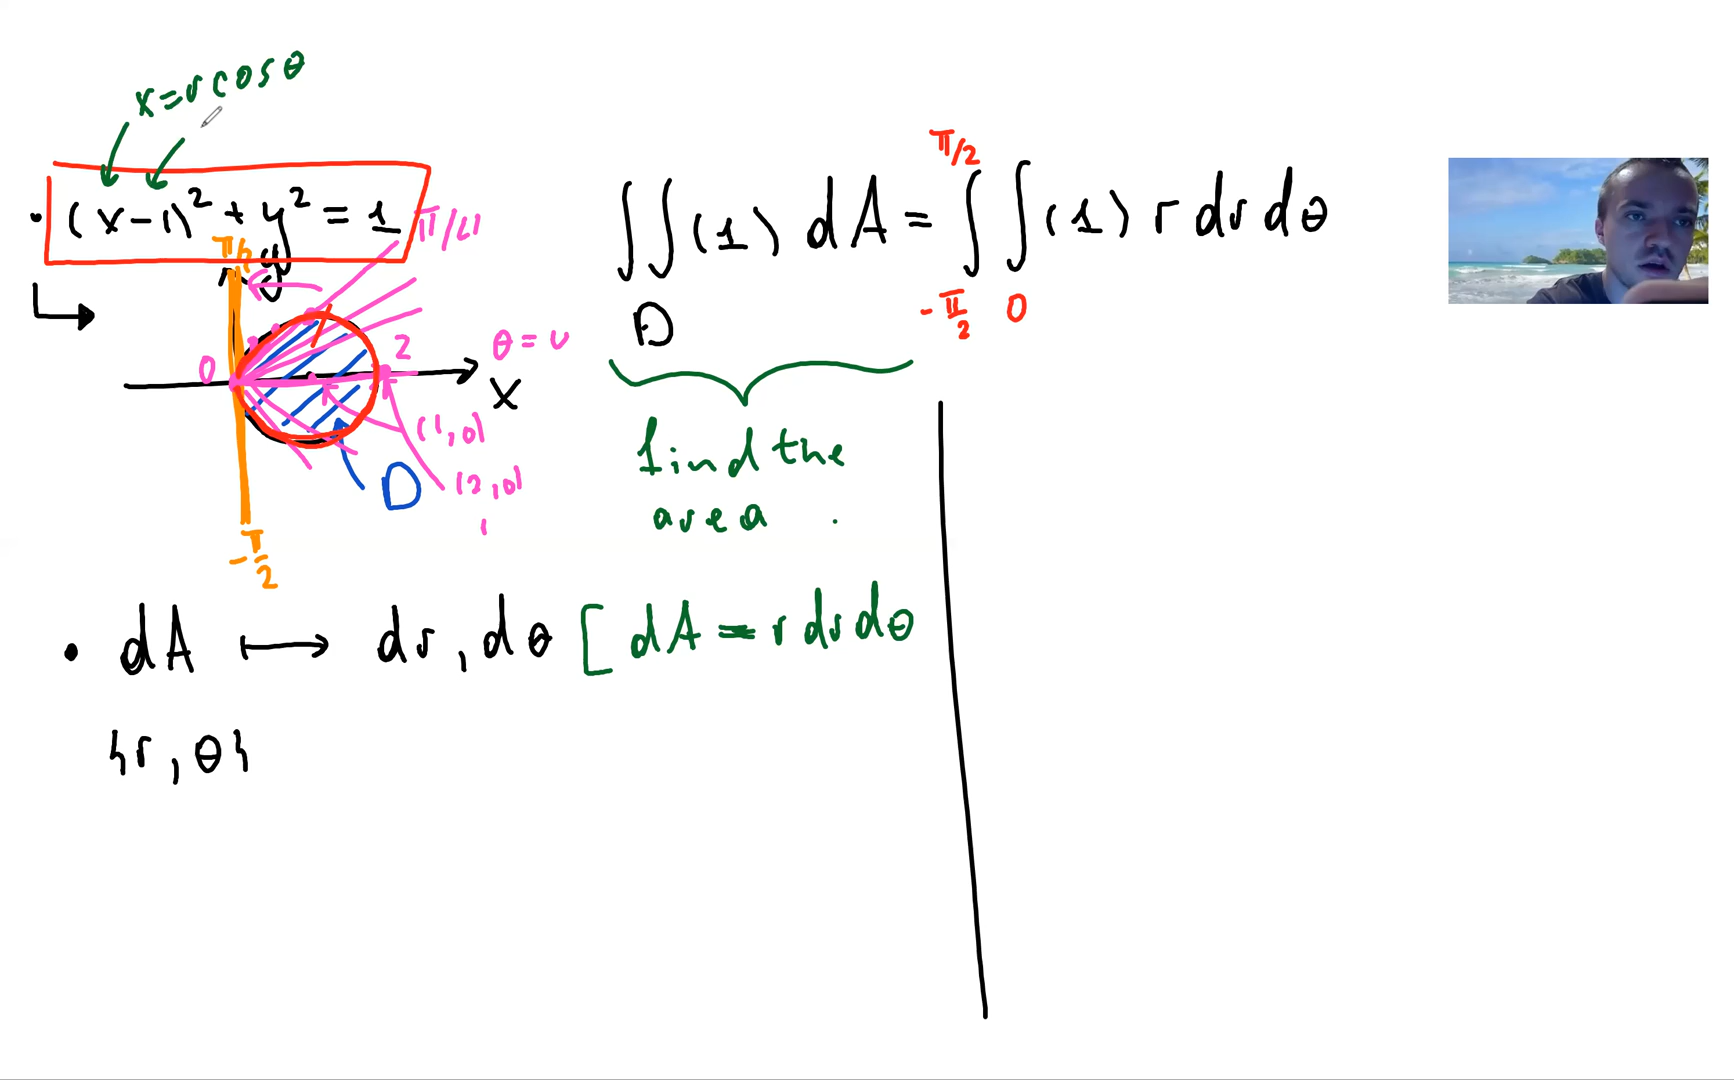 x=rcosθ
• (x-1)² + y² = 1
π/4
π/2
y
0
2
θ = 0
x
(1,0)
(2,0)
D
-π/2
∫∫ (1) dA = ∫ ∫ (1) r dr dθ
D
π/2
-π/2 0
find the
area .
• dA ↦ dr, dθ [ dA = r dr dθ
{r, θ}